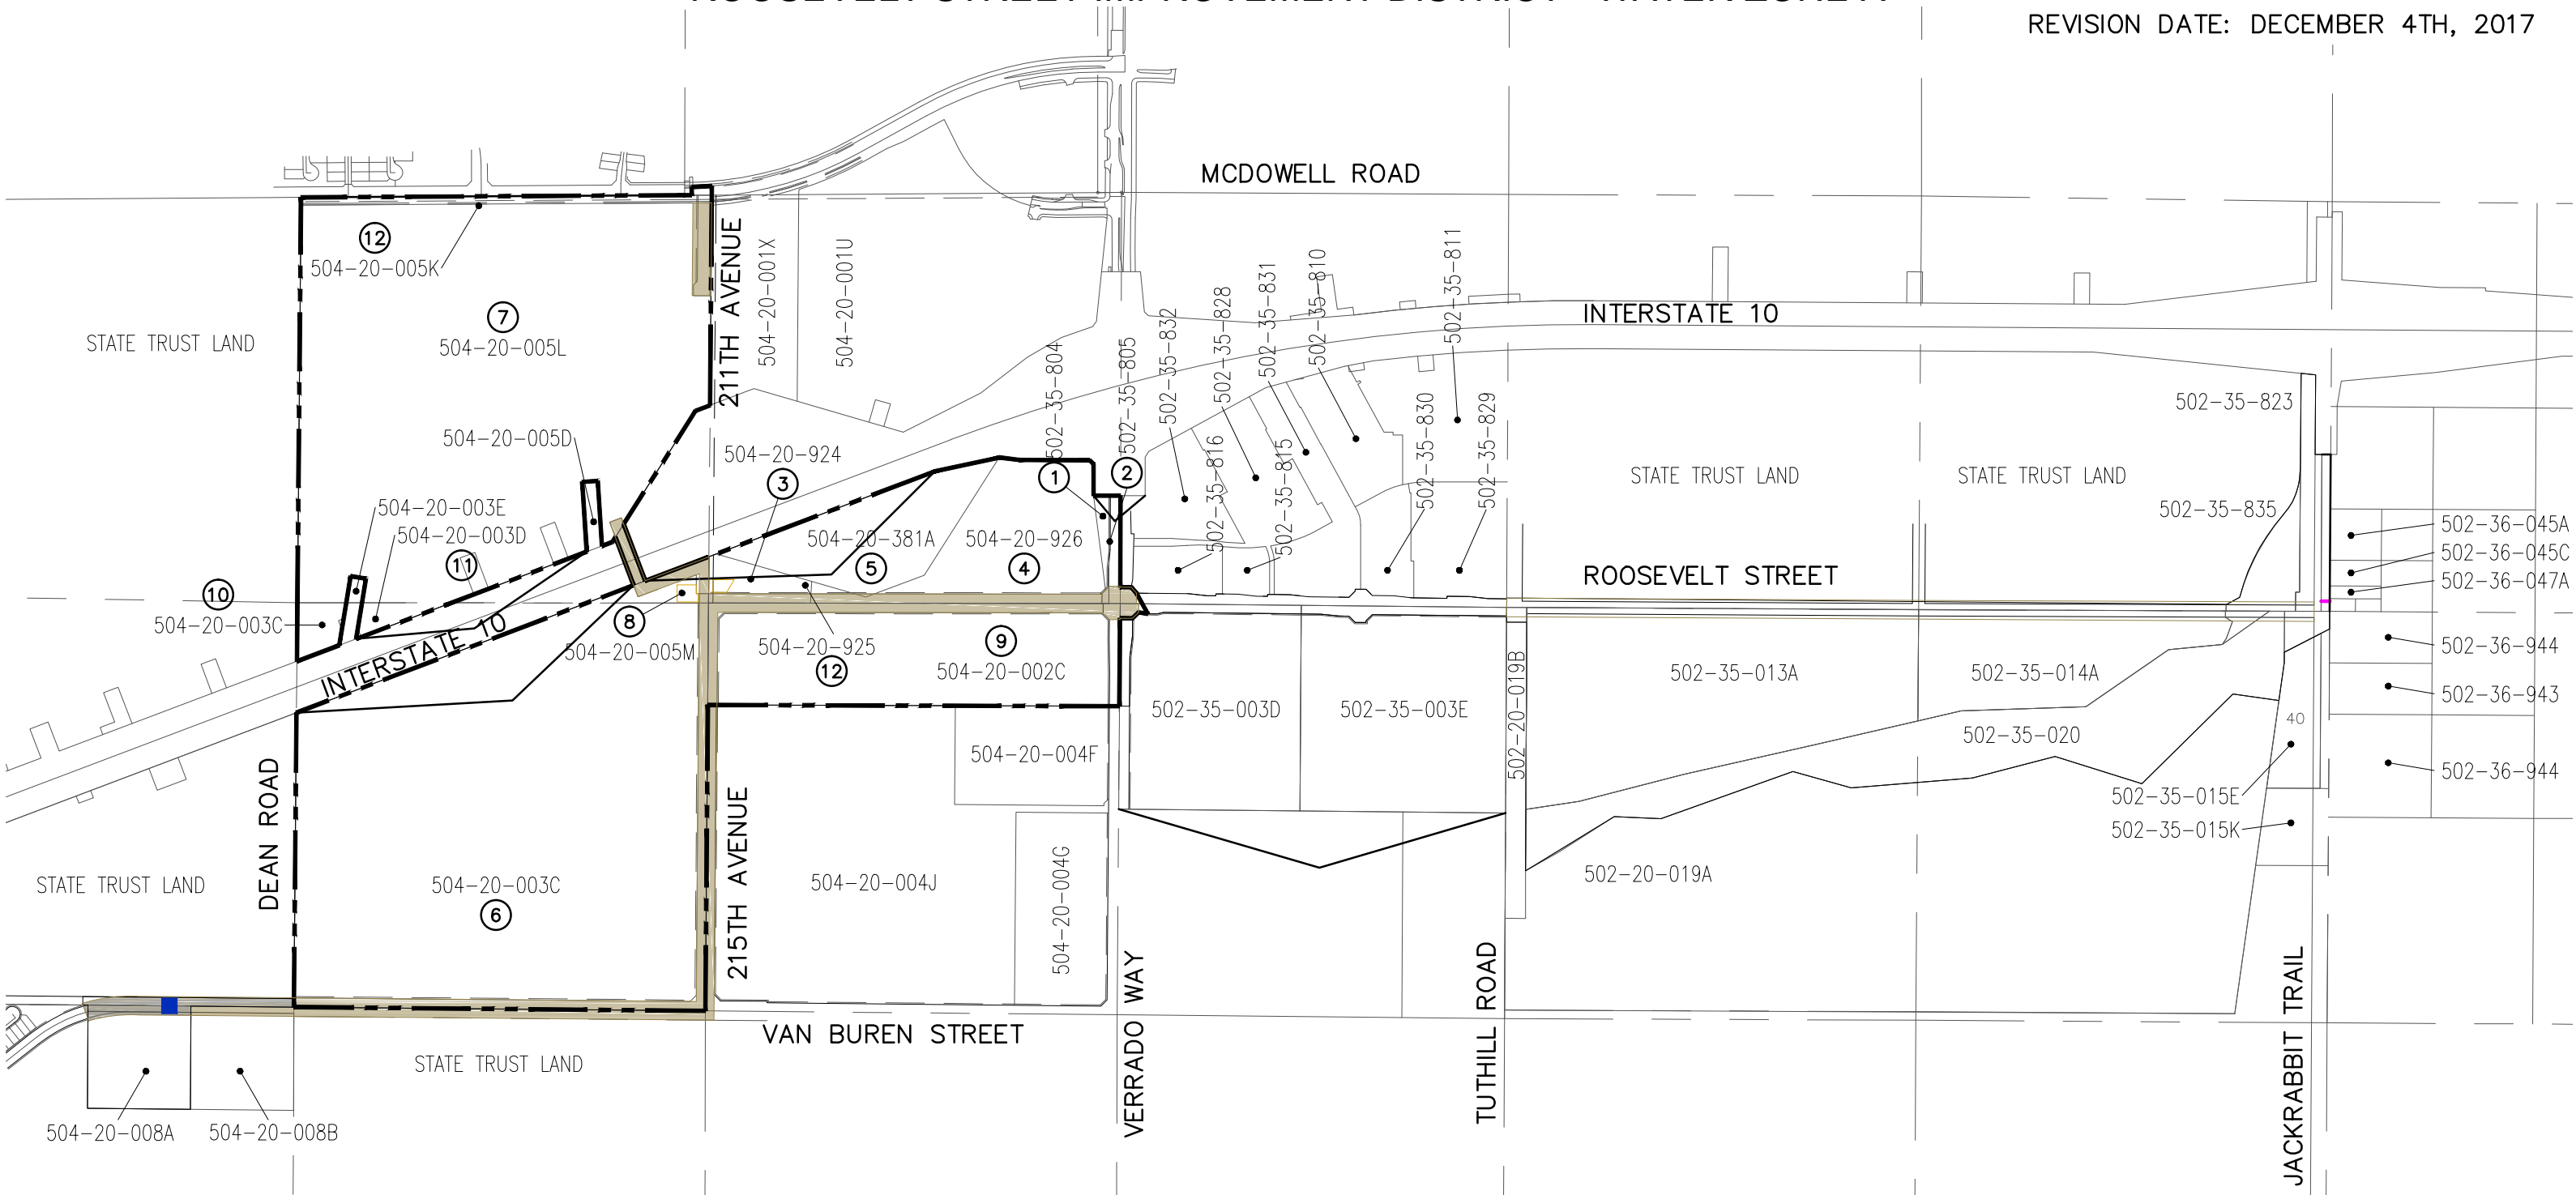 ROOSEVELT STREET IMPROVEMENT DISTRICT
REVISION DATE: DECEMBER 4TH, 2017
MCDOWELL ROAD
12
504-20-005K
211TH AVENUE
504-20-001X
504-20-001U
7
504-20-005L
STATE TRUST LAND
INTERSTATE 10
502-35-804
502-35-805
502-35-832
502-35-828
502-35-831
502-35-810
502-35-811
502-35-816
502-35-815
502-35-830
502-35-829
502-35-823
504-20-005D
504-20-924
3
1
2
STATE TRUST LAND
STATE TRUST LAND
504-20-003E
504-20-003D
11
504-20-381A
5
504-20-926
4
502-35-835
502-36-045A
502-36-045C
502-36-047A
ROOSEVELT STREET
10
504-20-003C
INTERSTATE 10
8
504-20-005M
504-20-925
12
9
504-20-002C
502-36-944
502-36-943
502-36-944
502-35-003D
502-35-003E
502-20-019B
502-35-013A
502-35-014A
502-35-020
40
502-35-015E
502-35-015K
504-20-004F
DEAN ROAD
215TH AVENUE
504-20-004J
504-20-004G
502-20-019A
STATE TRUST LAND
504-20-003C
6
VERRADO WAY
TUTHILL ROAD
JACKRABBIT TRAIL
VAN BUREN STREET
STATE TRUST LAND
504-20-008A
504-20-008B